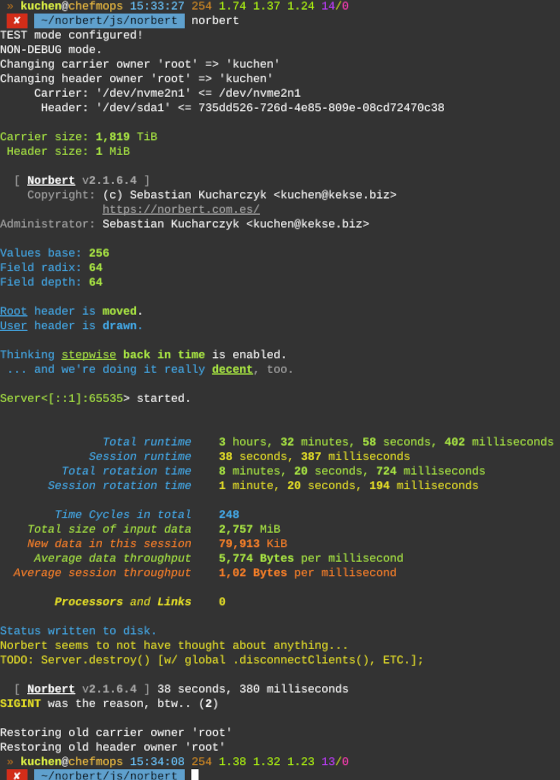 » kuchen@chefmops 15:33:27 254 1.74 1.37 1.24 14/0
✘ ~/norbert/js/norbert norbert
TEST mode configured!
NON-DEBUG mode.
Changing carrier owner 'root' => 'kuchen'
Changing header owner 'root' => 'kuchen'
Carrier: '/dev/nvme2n1' <= /dev/nvme2n1
Header: '/dev/sda1' <= 735dd526-726d-4e85-809e-08cd72470c38
Carrier size: 1,819 TiB
Header size: 1 MiB
[ Norbert v2.1.6.4 ]
Copyright: (c) Sebastian Kucharczyk <kuchen@kekse.biz>
https://norbert.com.es/
Administrator: Sebastian Kucharczyk <kuchen@kekse.biz>
Values base: 256
Field radix: 64
Field depth: 64
Root header is moved.
User header is drawn.
Thinking stepwise back in time is enabled.
... and we're doing it really decent, too.
Server<[::1]:65535> started.
Total runtime 3 hours, 32 minutes, 58 seconds, 402 milliseconds
Session runtime 38 seconds, 387 milliseconds
Total rotation time 8 minutes, 20 seconds, 724 milliseconds
Session rotation time 1 minute, 20 seconds, 194 milliseconds
Time Cycles in total 248
Total size of input data 2,757 MiB
New data in this session 79,913 KiB
Average data throughput 5,774 Bytes per millisecond
Average session throughput 1,02 Bytes per millisecond
Processors and Links 0
Status written to disk.
Norbert seems to not have thought about anything...
TODO: Server.destroy() [w/ global .disconnectClients(), ETC.];
[ Norbert v2.1.6.4 ] 38 seconds, 380 milliseconds
SIGINT was the reason, btw.. (2)
Restoring old carrier owner 'root'
Restoring old header owner 'root'
» kuchen@chefmops 15:34:08 254 1.38 1.32 1.23 13/0
✘ ~/norbert/js/norbert